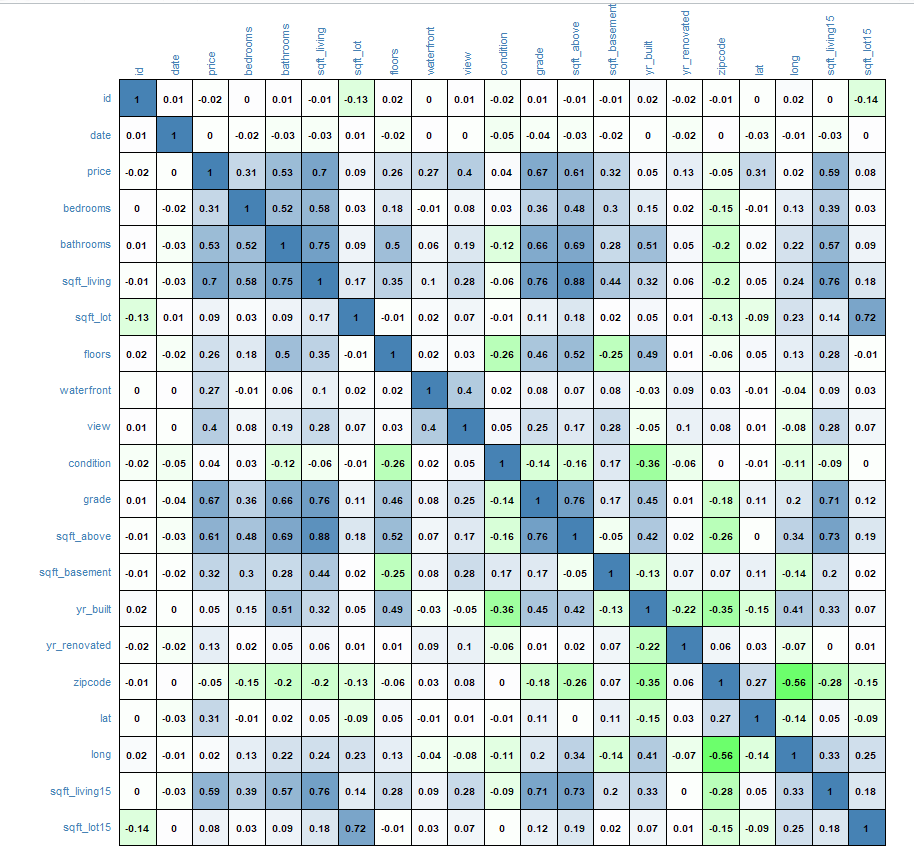 id date price bedrooms bathrooms sqft_living sqft_lot floors waterfront view condition grade sqft_above sqft_basement yr_built yr_renovated zipcode lat long sqft_living15 sqft_lot15
id 1 0.01 -0.02 0 0.01 -0.01 -0.13 0.02 0 0.01 -0.02 0.01 -0.01 -0.01 0.02 -0.02 -0.01 0 0.02 0 -0.14
date 0.01 1 0 -0.02 -0.03 -0.03 0.01 -0.02 0 0 -0.05 -0.04 -0.03 -0.02 0 -0.02 0 -0.03 -0.01 -0.03 0
price -0.02 0 1 0.31 0.53 0.7 0.09 0.26 0.27 0.4 0.04 0.67 0.61 0.32 0.05 0.13 -0.05 0.31 0.02 0.59 0.08
bedrooms 0 -0.02 0.31 1 0.52 0.58 0.03 0.18 -0.01 0.08 0.03 0.36 0.48 0.3 0.15 0.02 -0.15 -0.01 0.13 0.39 0.03
bathrooms 0.01 -0.03 0.53 0.52 1 0.75 0.09 0.5 0.06 0.19 -0.12 0.66 0.69 0.28 0.51 0.05 -0.2 0.02 0.22 0.57 0.09
sqft_living -0.01 -0.03 0.7 0.58 0.75 1 0.17 0.35 0.1 0.28 -0.06 0.76 0.88 0.44 0.32 0.06 -0.2 0.05 0.24 0.76 0.18
sqft_lot -0.13 0.01 0.09 0.03 0.09 0.17 1 -0.01 0.02 0.07 -0.01 0.11 0.18 0.02 0.05 0.01 -0.13 -0.09 0.23 0.14 0.72
floors 0.02 -0.02 0.26 0.18 0.5 0.35 -0.01 1 0.02 0.03 -0.26 0.46 0.52 -0.25 0.49 0.01 -0.06 0.05 0.13 0.28 -0.01
waterfront 0 0 0.27 -0.01 0.06 0.1 0.02 0.02 1 0.4 0.02 0.08 0.07 0.08 -0.03 0.09 0.03 -0.01 -0.04 0.09 0.03
view 0.01 0 0.4 0.08 0.19 0.28 0.07 0.03 0.4 1 0.05 0.25 0.17 0.28 -0.05 0.1 0.08 0.01 -0.08 0.28 0.07
condition -0.02 -0.05 0.04 0.03 -0.12 -0.06 -0.01 -0.26 0.02 0.05 1 -0.14 -0.16 0.17 -0.36 -0.06 0 -0.01 -0.11 -0.09 0
grade 0.01 -0.04 0.67 0.36 0.66 0.76 0.11 0.46 0.08 0.25 -0.14 1 0.76 0.17 0.45 0.01 -0.18 0.11 0.2 0.71 0.12
sqft_above -0.01 -0.03 0.61 0.48 0.69 0.88 0.18 0.52 0.07 0.17 -0.16 0.76 1 -0.05 0.42 0.02 -0.26 0 0.34 0.73 0.19
sqft_basement -0.01 -0.02 0.32 0.3 0.28 0.44 0.02 -0.25 0.08 0.28 0.17 0.17 -0.05 1 -0.13 0.07 0.07 0.11 -0.14 0.2 0.02
yr_built 0.02 0 0.05 0.15 0.51 0.32 0.05 0.49 -0.03 -0.05 -0.36 0.45 0.42 -0.13 1 -0.22 -0.35 -0.15 0.41 0.33 0.07
yr_renovated -0.02 -0.02 0.13 0.02 0.05 0.06 0.01 0.01 0.09 0.1 -0.06 0.01 0.02 0.07 -0.22 1 0.06 0.03 -0.07 0 0.01
zipcode -0.01 0 -0.05 -0.15 -0.2 -0.2 -0.13 -0.06 0.03 0.08 0 -0.18 -0.26 0.07 -0.35 0.06 1 0.27 -0.56 -0.28 -0.15
lat 0 -0.03 0.31 -0.01 0.02 0.05 -0.09 0.05 -0.01 0.01 -0.01 0.11 0 0.11 -0.15 0.03 0.27 1 -0.14 0.05 -0.09
long 0.02 -0.01 0.02 0.13 0.22 0.24 0.23 0.13 -0.04 -0.08 -0.11 0.2 0.34 -0.14 0.41 -0.07 -0.56 -0.14 1 0.33 0.25
sqft_living15 0 -0.03 0.59 0.39 0.57 0.76 0.14 0.28 0.09 0.28 -0.09 0.71 0.73 0.2 0.33 0 -0.28 0.05 0.33 1 0.18
sqft_lot15 -0.14 0 0.08 0.03 0.09 0.18 0.72 -0.01 0.03 0.07 0 0.12 0.19 0.02 0.07 0.01 -0.15 -0.09 0.25 0.18 1